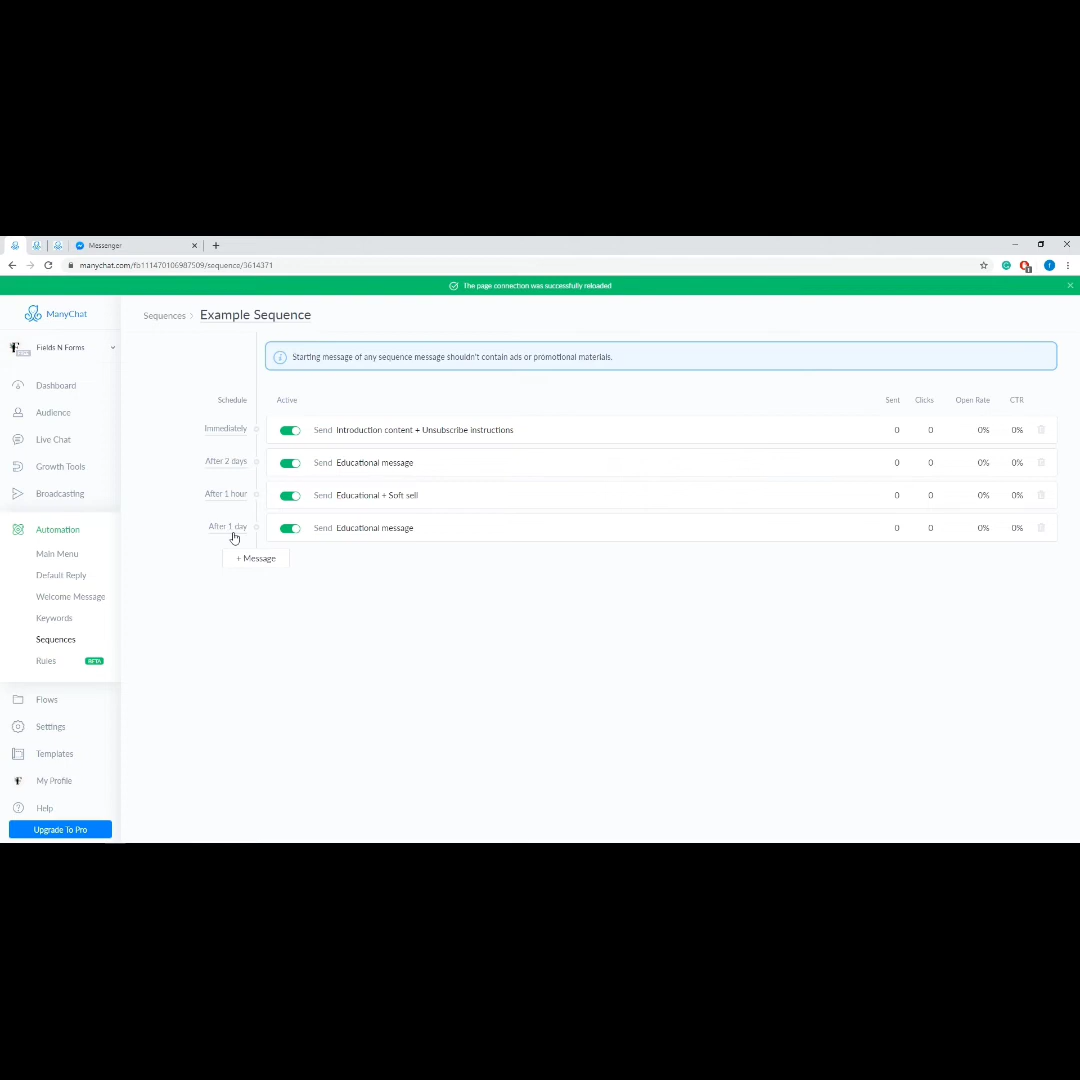 Messenger
manychat.com/fb111470106987509/sequence/3614371
The page connection was successfully reloaded
ManyChat
Sequences > Example Sequence
Fields N Forms
Starting message of any sequence message shouldn't contain ads or promotional materials.
Dashboard
Audience
Live Chat
Growth Tools
Broadcasting
Automation
Main Menu
Default Reply
Welcome Message
Keywords
Sequences
Rules BETA
Flows
Settings
Templates
My Profile
Help
Upgrade To Pro
Schedule Active Sent Clicks Open Rate CTR
Immediately Send Introduction content + Unsubscribe instructions 0 0 0% 0%
After 2 days Send Educational message 0 0 0% 0%
After 1 hour Send Educational + Soft sell 0 0 0% 0%
After 1 day Send Educational message 0 0 0% 0%
+ Message